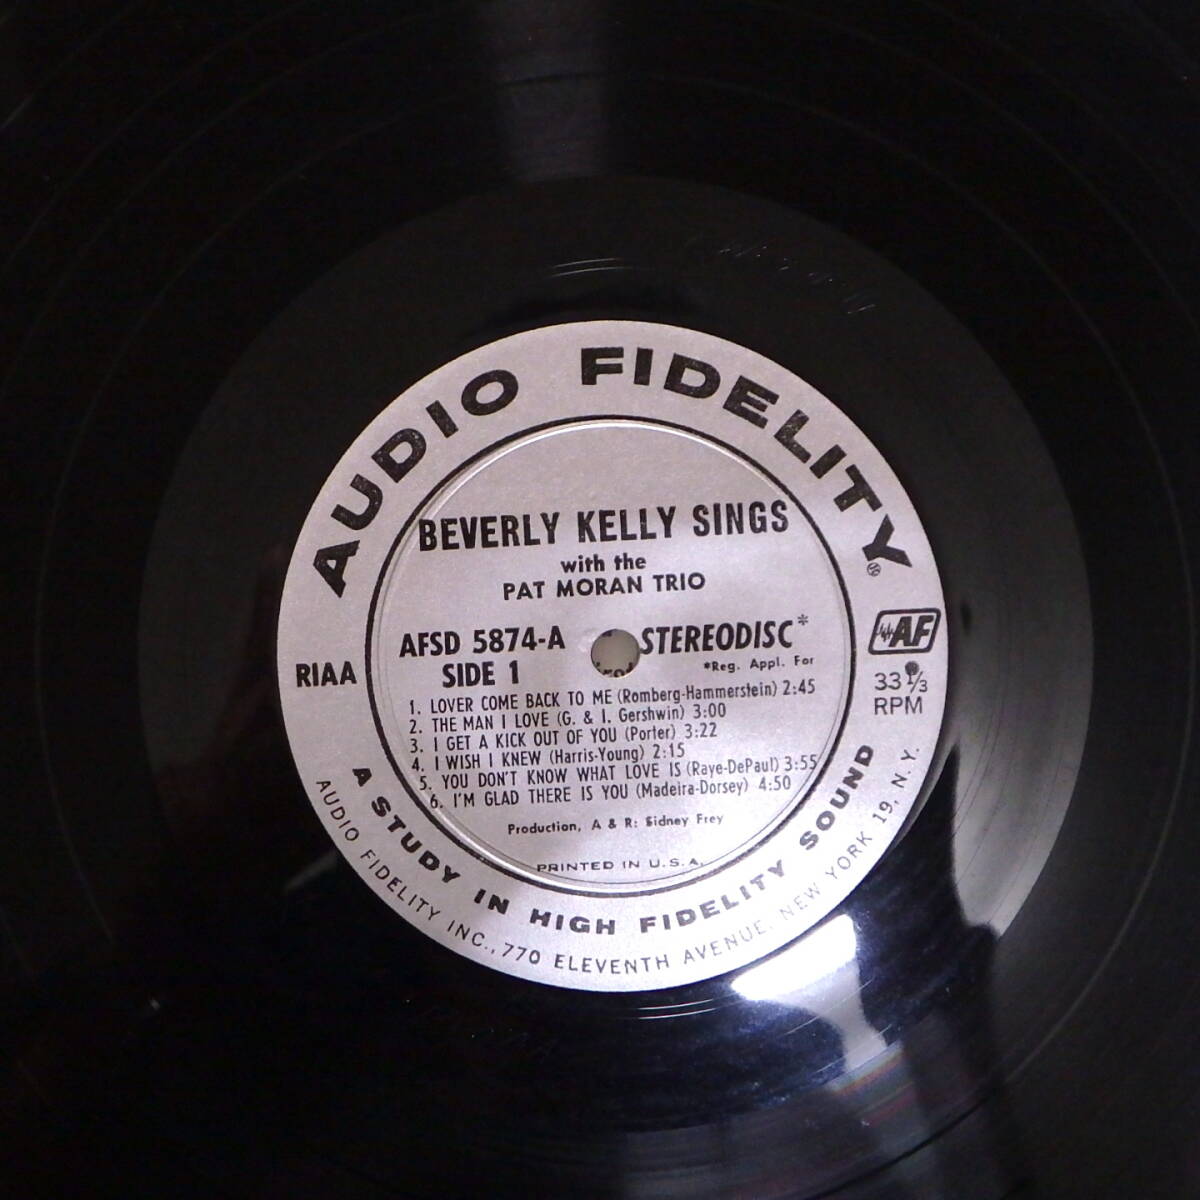 AUDIO FIDELITY®
BEVERLY KELLY SINGS
with the
PAT MORAN TRIO
AFSD 5874-A
SIDE 1
STEREODISC*
*Reg. Appl. For
RIAA
AF
33 1/3
RPM
1. LOVER COME BACK TO ME (Romberg-Hammerstein) 2:45
2. THE MAN I LOVE (G. & I. Gershwin) 3:00
3. I GET A KICK OUT OF YOU (Porter) 3:22
4. I WISH I KNEW (Harris-Young) 2:15
5. YOU DON'T KNOW WHAT LOVE IS (Raye-DePaul) 3:55
6. I'M GLAD THERE IS YOU (Madeira-Dorsey) 4:50
Production, A & R: Sidney Frey
PRINTED IN U.S.A.
A STUDY IN HIGH FIDELITY SOUND
AUDIO FIDELITY INC., 770 ELEVENTH AVENUE, NEW YORK 19, N.Y.